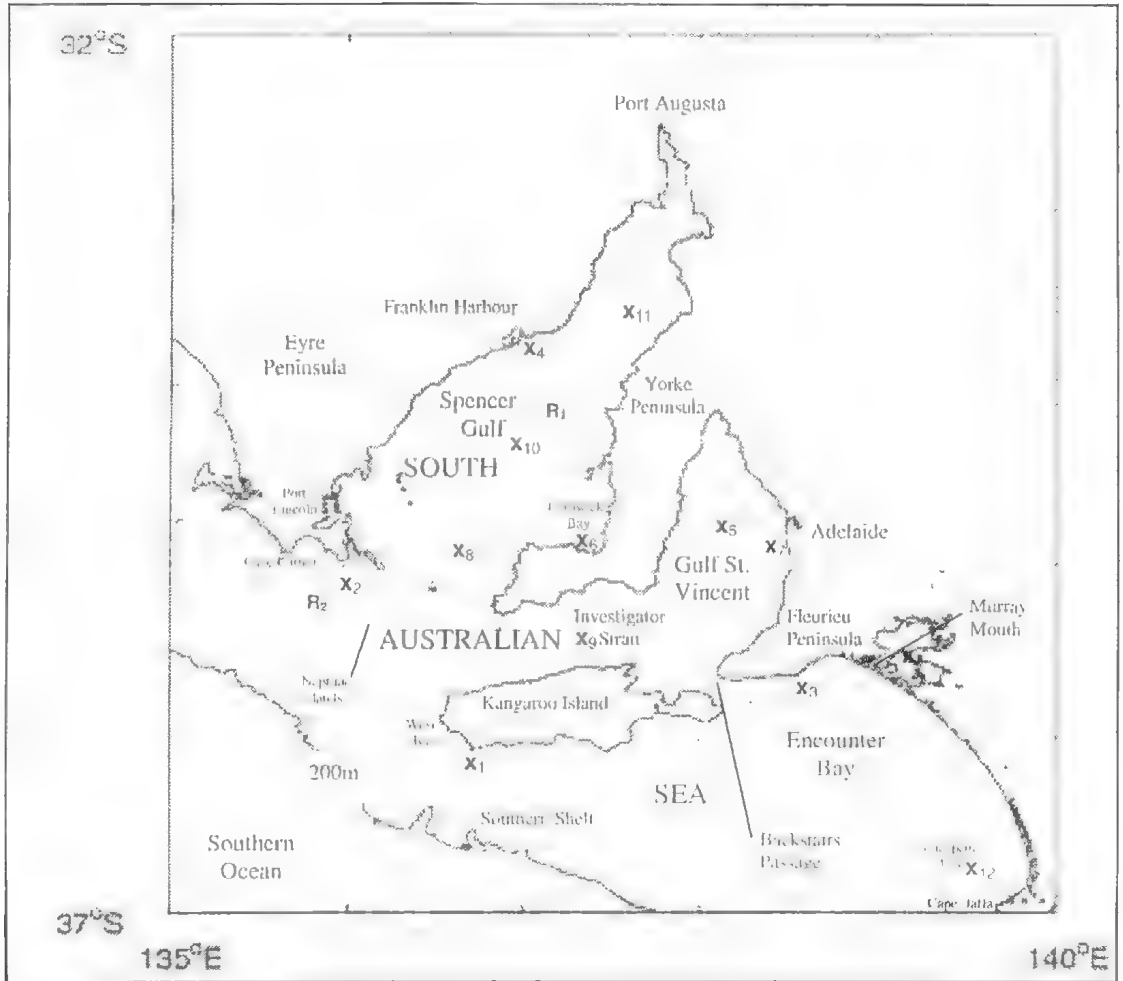 32°S
Port Augusta
Franklin Harbour
X11
X4
Eyre
Peninsula
Yorke
Peninsula
Spencer
Gulf
R1
X10
SOUTH
Port
Lincoln
Bay
X6
X5
Adelaide
X8
Gulf St.
Vincent
X2
R2
Investigator
X9 Strait
AUSTRALIAN
Fleurieu
Peninsula
Murray
Mouth
X3
Kangaroo Island
Encounter
Bay
X1
200m
SEA
Southern Shelf
Southern
Ocean
Backstairs
Passage
X12
Cape Jaffa
37°S
135°E
140°E